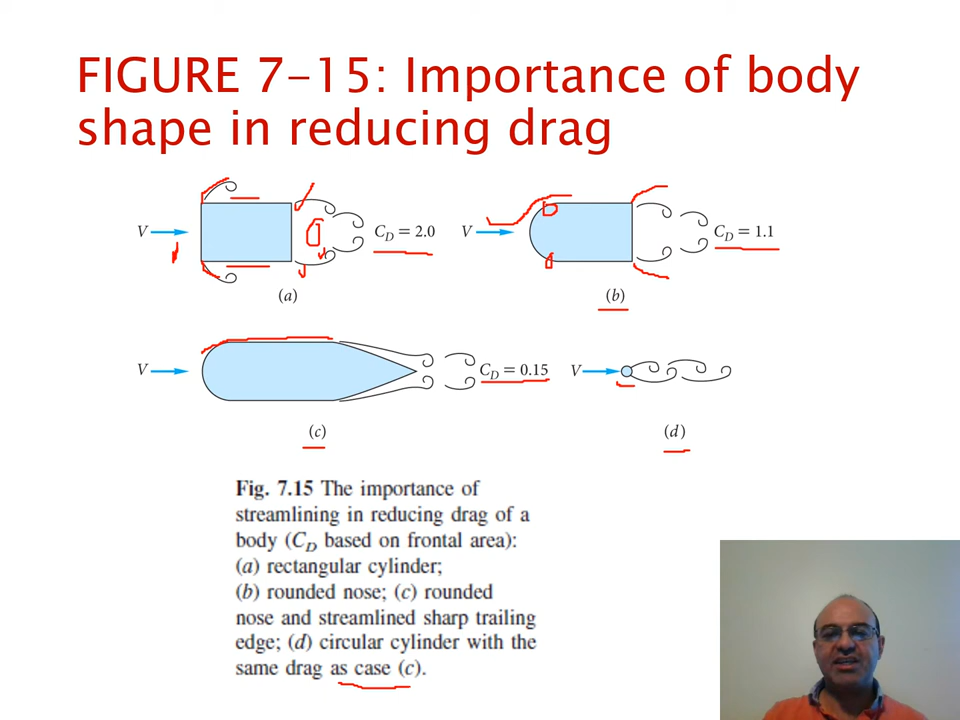 FIGURE 7-15: Importance of body
shape in reducing drag
V
C_D = 2.0
(a)
V
C_D = 1.1
(b)
V
C_D = 0.15
(c)
V
(d)
Fig. 7.15 The importance of
streamlining in reducing drag of a
body (C_D based on frontal area):
(a) rectangular cylinder;
(b) rounded nose; (c) rounded
nose and streamlined sharp trailing
edge; (d) circular cylinder with the
same drag as case (c).